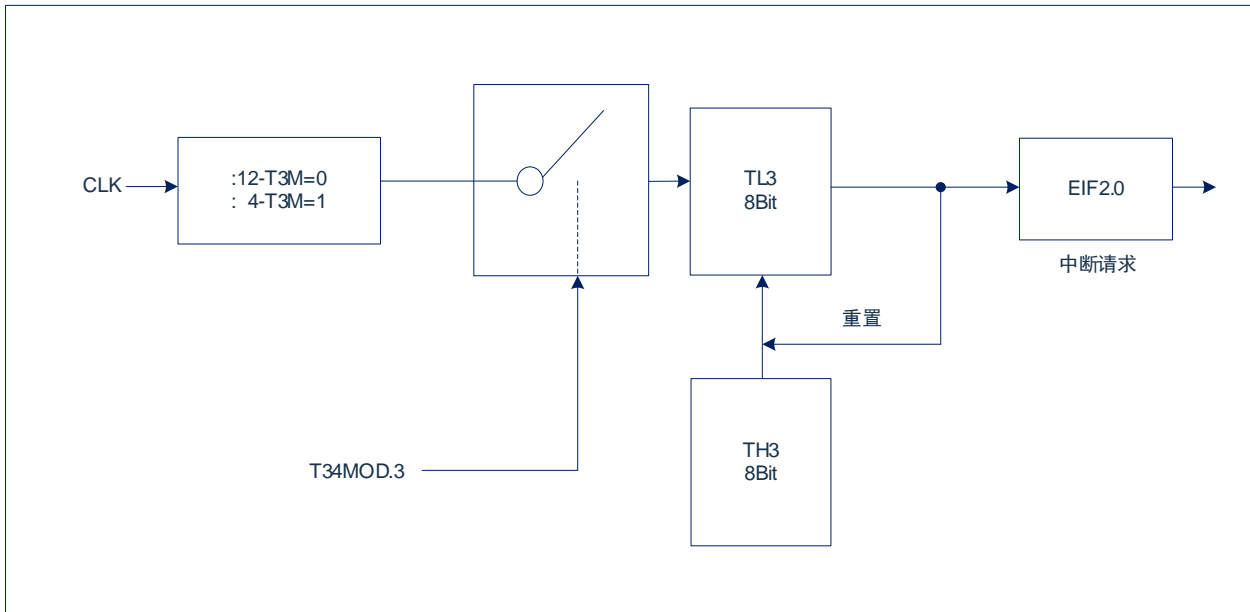 CLK
:12-T3M=0
: 4-T3M=1
T34MOD.3
TL3
8Bit
重置
TH3
8Bit
EIF2.0
中断请求